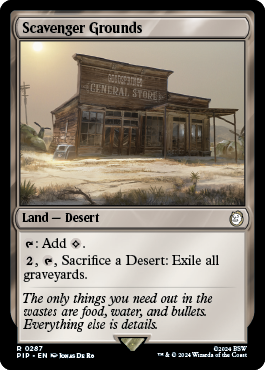 Scavenger Grounds
GENERAL STORE
Land — Desert
: Add .
2, , Sacrifice a Desert: Exile all
graveyards.
The only things you need out in the
wastes are food, water, and bullets.
Everything else is details.
R 0287
PIP • EN Jonas De Ro
©2024 BSW
™ & © 2024 Wizards of the Coast